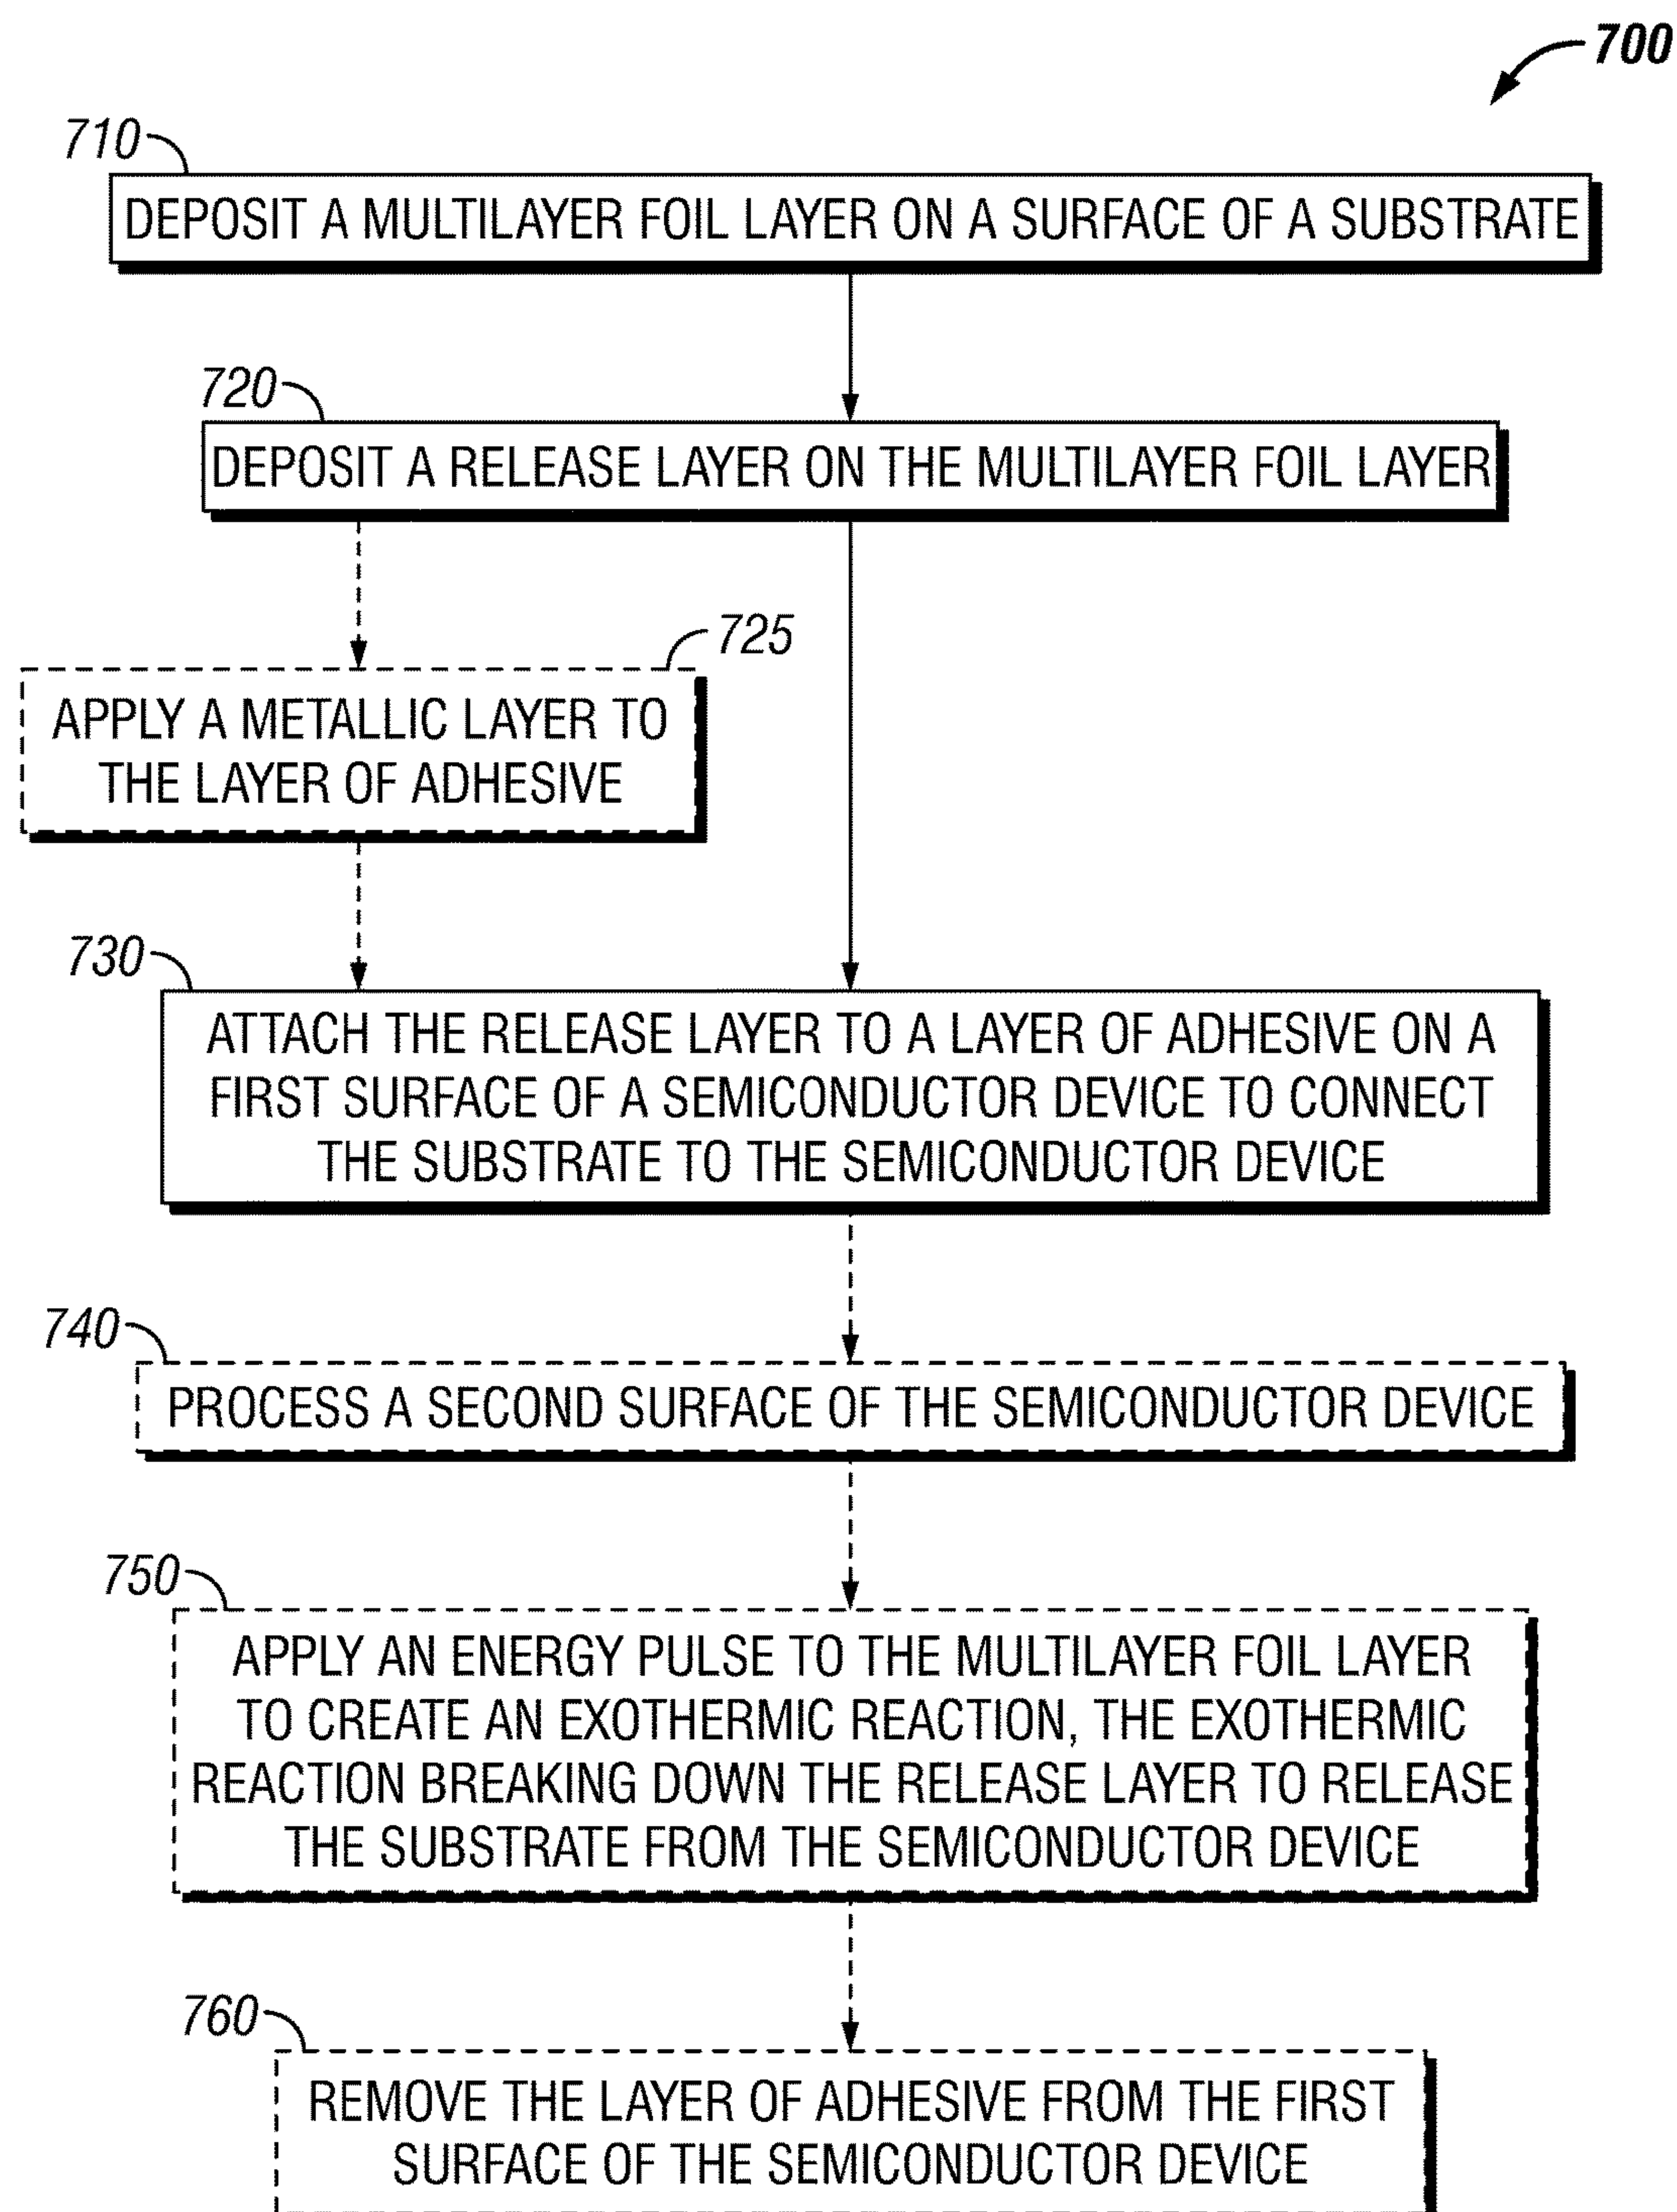 700
710
DEPOSIT A MULTILAYER FOIL LAYER ON A SURFACE OF A SUBSTRATE
720
DEPOSIT A RELEASE LAYER ON THE MULTILAYER FOIL LAYER
725
APPLY A METALLIC LAYER TO
THE LAYER OF ADHESIVE
730
ATTACH THE RELEASE LAYER TO A LAYER OF ADHESIVE ON A
FIRST SURFACE OF A SEMICONDUCTOR DEVICE TO CONNECT
THE SUBSTRATE TO THE SEMICONDUCTOR DEVICE
740
PROCESS A SECOND SURFACE OF THE SEMICONDUCTOR DEVICE
750
APPLY AN ENERGY PULSE TO THE MULTILAYER FOIL LAYER
TO CREATE AN EXOTHERMIC REACTION, THE EXOTHERMIC
REACTION BREAKING DOWN THE RELEASE LAYER TO RELEASE
THE SUBSTRATE FROM THE SEMICONDUCTOR DEVICE
760
REMOVE THE LAYER OF ADHESIVE FROM THE FIRST
SURFACE OF THE SEMICONDUCTOR DEVICE